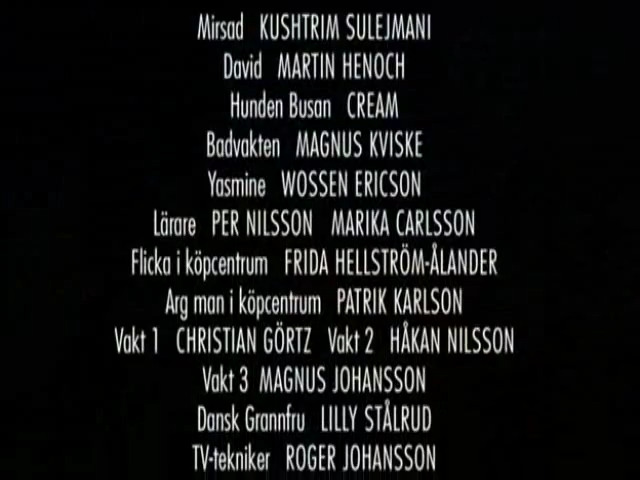 Mirsad KUSHTRIM SULEJMANI
David MARTIN HENOCH
Hunden Busan CREAM
Badvakten MAGNUS KVISKE
Yasmine WOSSEN ERICSON
Lärare PER NILSSON MARIKA CARLSSON
Flicka i köpcentrum FRIDA HELLSTRÖM-ÅLANDER
Arg man i köpcentrum PATRIK KARLSON
Vakt 1 CHRISTIAN GÖRTZ Vakt 2 HÅKAN NILSSON
Vakt 3 MAGNUS JOHANSSON
Dansk Grannfru LILLY STÅLRUD
TV-tekniker ROGER JOHANSSON